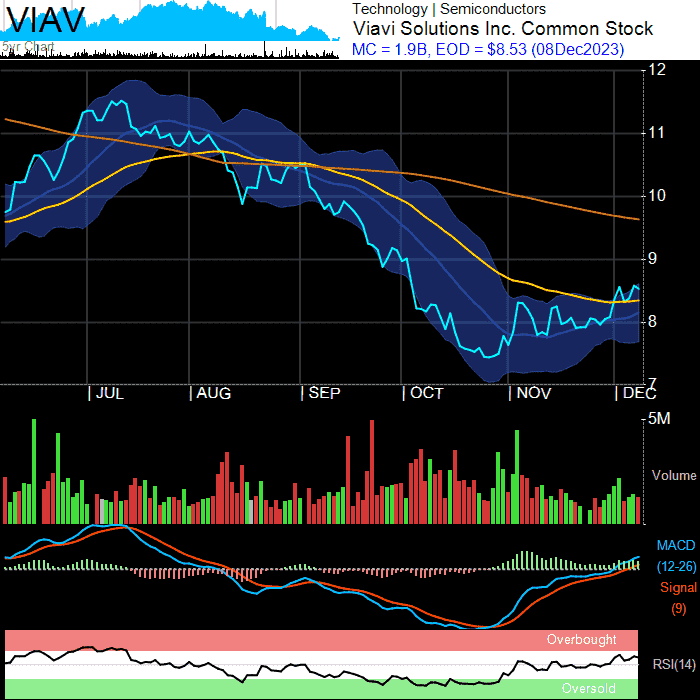 VIAV
5yr Chart
Technology | Semiconductors
Viavi Solutions Inc. Common Stock
MC = 1.9B, EOD = $8.53 (08Dec2023)
12
11
10
9
8
7
| JUL
| AUG
| SEP
| OCT
| NOV
| DEC
5M
Volume
MACD
(12-26)
Signal
(9)
Overbought
RSI(14)
Oversold